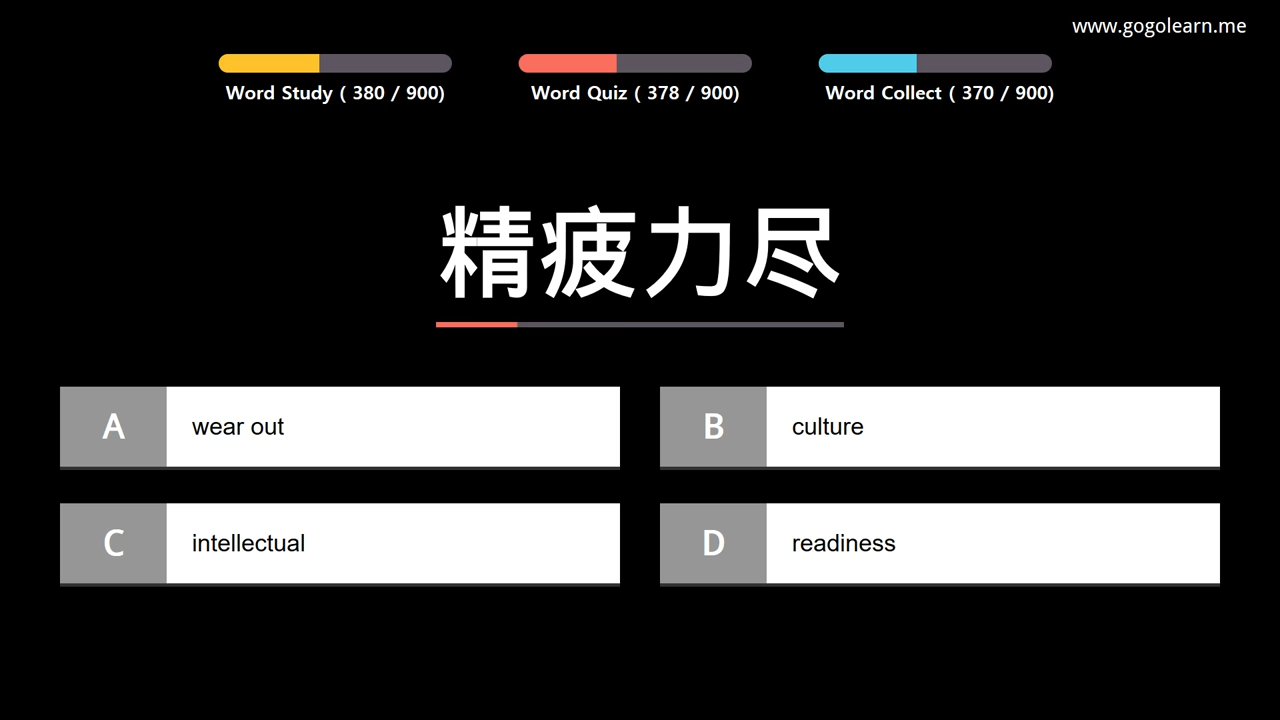 www.gogolearn.me
Word Study ( 380 / 900)
Word Quiz ( 378 / 900)
Word Collect ( 370 / 900)
精疲力尽
A wear out
B culture
C intellectual
D readiness